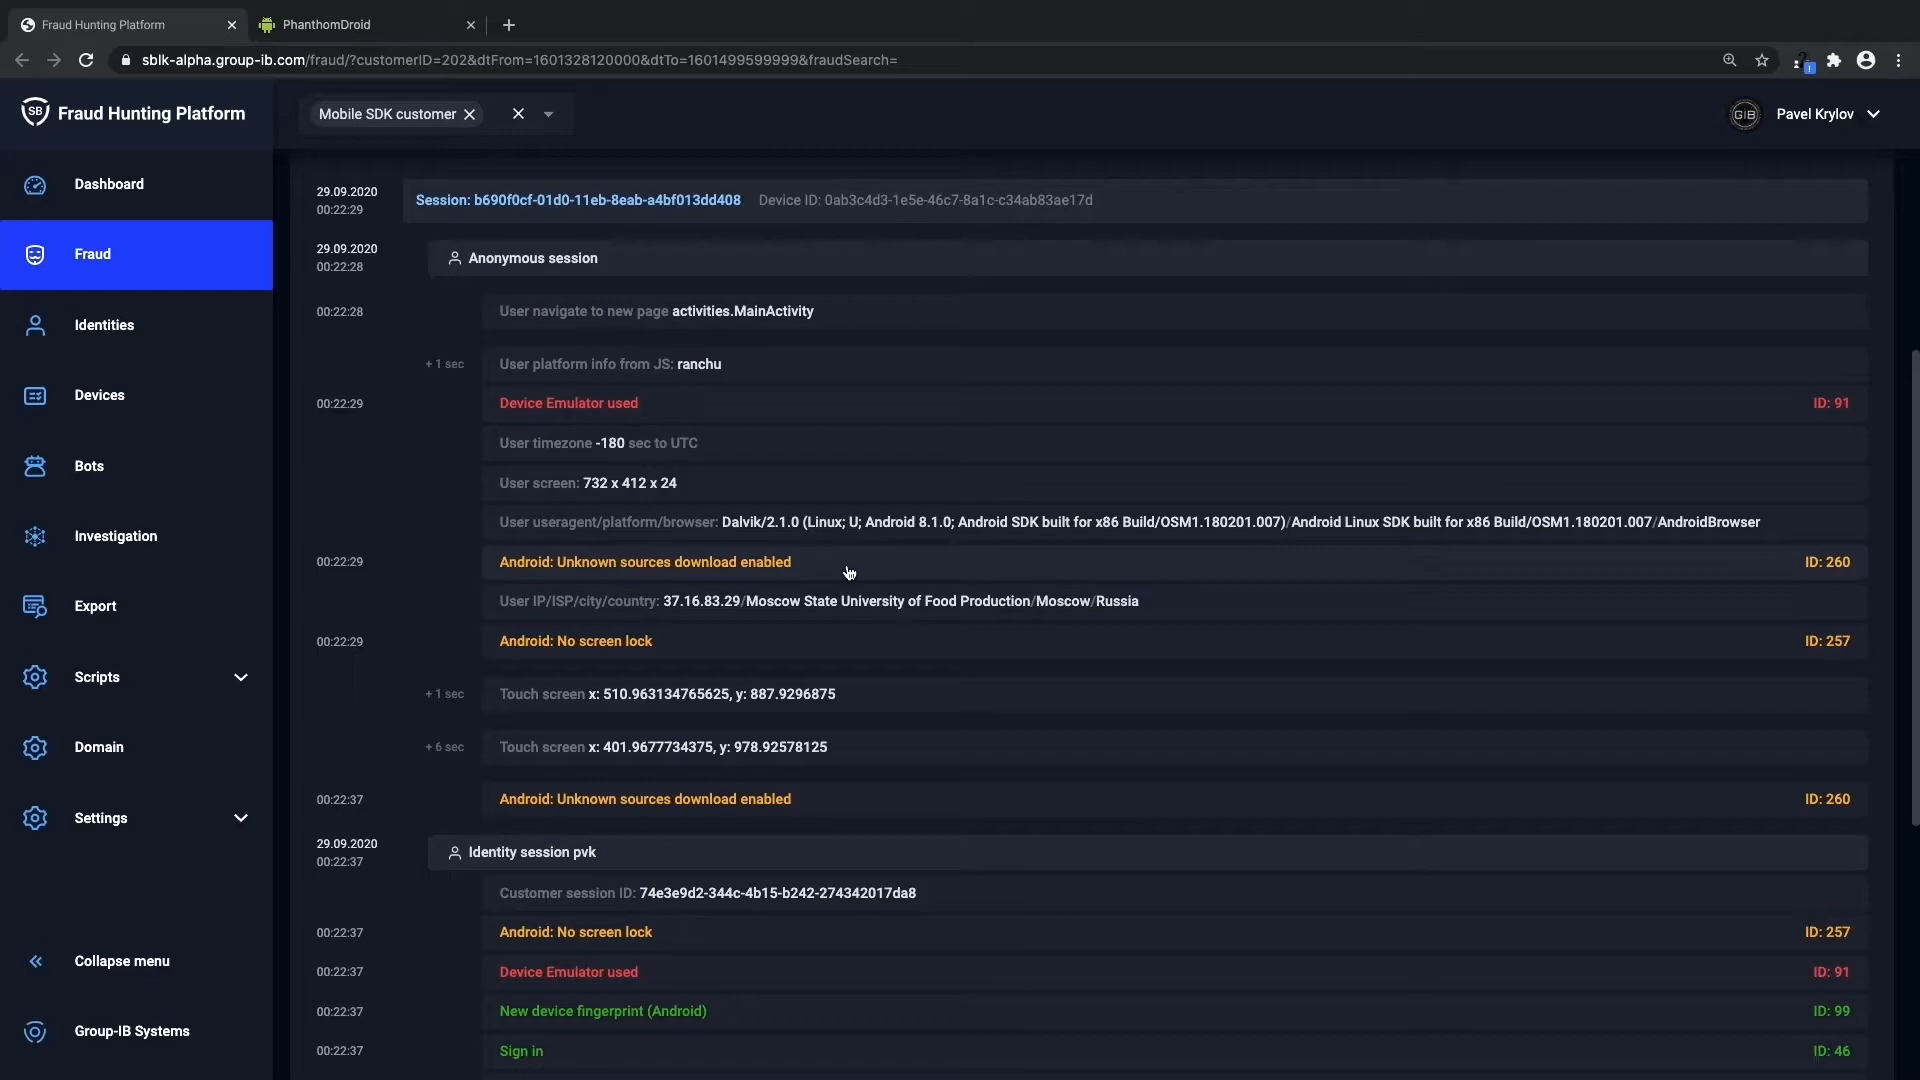 Fraud Hunting Platform
PhanthomDroid
sblk-alpha.group-ib.com/fraud/?customerID=202&dtFrom=1601328120000&dtTo=1601499599999&fraudSearch=
SB Fraud Hunting Platform
Mobile SDK customer
GIB Pavel Krylov
Dashboard
Fraud
Identities
Devices
Bots
Investigation
Export
Scripts
Domain
Settings
Collapse menu
Group-IB Systems
29.09.2020
00:22:29
Session: b690f0cf-01d0-11eb-8eab-a4bf013dd408 Device ID: 0ab3c4d3-1e5e-46c7-8a1c-c34ab83ae17d
29.09.2020
00:22:28
Anonymous session
00:22:28 User navigate to new page activities.MainActivity
+ 1 sec User platform info from JS: ranchu
00:22:29 Device Emulator used ID: 91
User timezone -180 sec to UTC
User screen: 732 x 412 x 24
User useragent/platform/browser: Dalvik/2.1.0 (Linux; U; Android 8.1.0; Android SDK built for x86 Build/OSM1.180201.007)/Android Linux SDK built for x86 Build/OSM1.180201.007/AndroidBrowser
00:22:29 Android: Unknown sources download enabled ID: 260
User IP/ISP/city/country: 37.16.83.29/Moscow State University of Food Production/Moscow/Russia
00:22:29 Android: No screen lock ID: 257
+ 1 sec Touch screen x: 510.963134765625, y: 887.9296875
+ 6 sec Touch screen x: 401.9677734375, y: 978.92578125
00:22:37 Android: Unknown sources download enabled ID: 260
29.09.2020
00:22:37
Identity session pvk
Customer session ID: 74e3e9d2-344c-4b15-b242-274342017da8
00:22:37 Android: No screen lock ID: 257
00:22:37 Device Emulator used ID: 91
00:22:37 New device fingerprint (Android) ID: 99
00:22:37 Sign in ID: 46